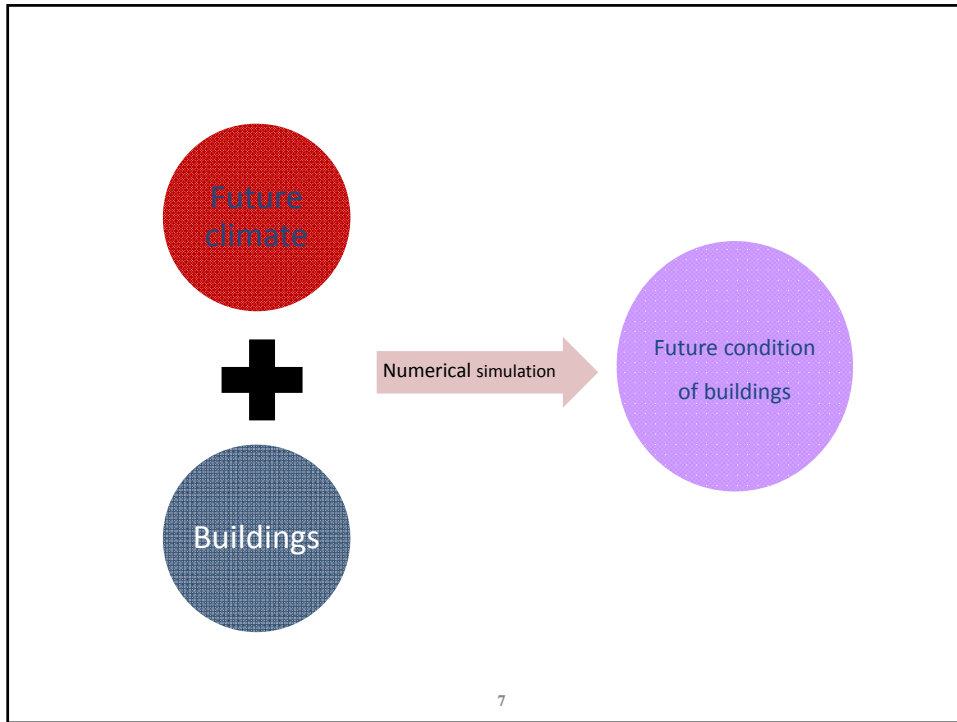 Future
climate
Numerical simulation
Future condition
of buildings
Buildings
7